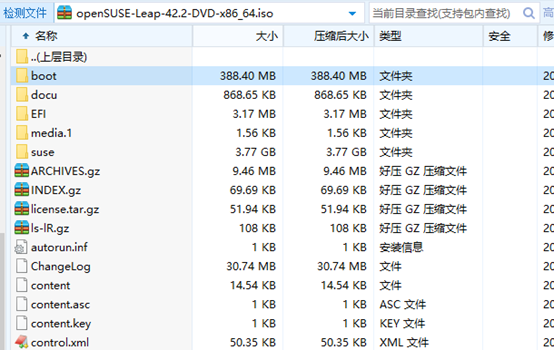 检测文件 openSUSE-Leap-42.2-DVD-x86_64.iso 当前目录查找(支持包内查找)
名称 大小 压缩后大小 类型 安全
..(上层目录)
boot 388.40 MB 388.40 MB 文件夹 20
docu 868.65 KB 868.65 KB 文件夹 20
EFI 3.17 MB 3.17 MB 文件夹 20
media.1 1.56 KB 1.56 KB 文件夹 20
suse 3.77 GB 3.77 GB 文件夹 20
ARCHIVES.gz 9.46 MB 9.46 MB 好压 GZ 压缩文件 20
INDEX.gz 69.69 KB 69.69 KB 好压 GZ 压缩文件 20
license.tar.gz 51.94 KB 51.94 KB 好压 GZ 压缩文件 20
ls-lR.gz 108 KB 108 KB 好压 GZ 压缩文件 20
autorun.inf 1 KB 1 KB 安装信息 20
ChangeLog 30.74 MB 30.74 MB 文件 20
content 14.54 KB 14.54 KB 文件 20
content.asc 1 KB 1 KB ASC 文件 20
content.key 1 KB 1 KB KEY 文件 20
control.xml 50.35 KB 50.35 KB XML 文件 20